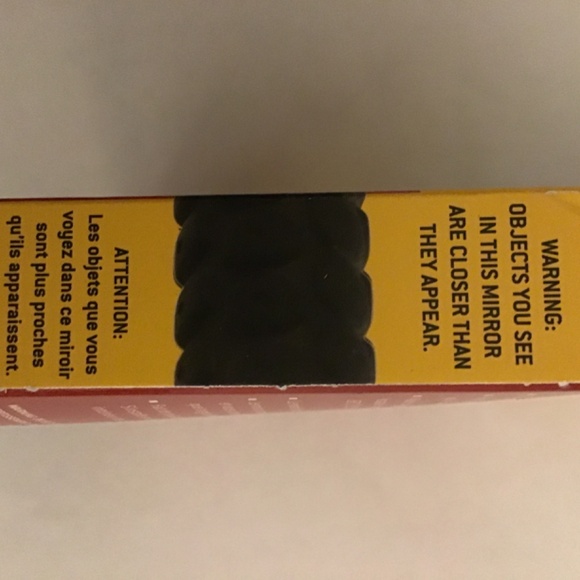 WARNING:
OBJECTS YOU SEE
IN THIS MIRROR
ARE CLOSER THAN
THEY APPEAR.
ATTENTION:
Les objets que vous
voyez dans ce miroir
sont plus proches
qu'ils apparaissent.